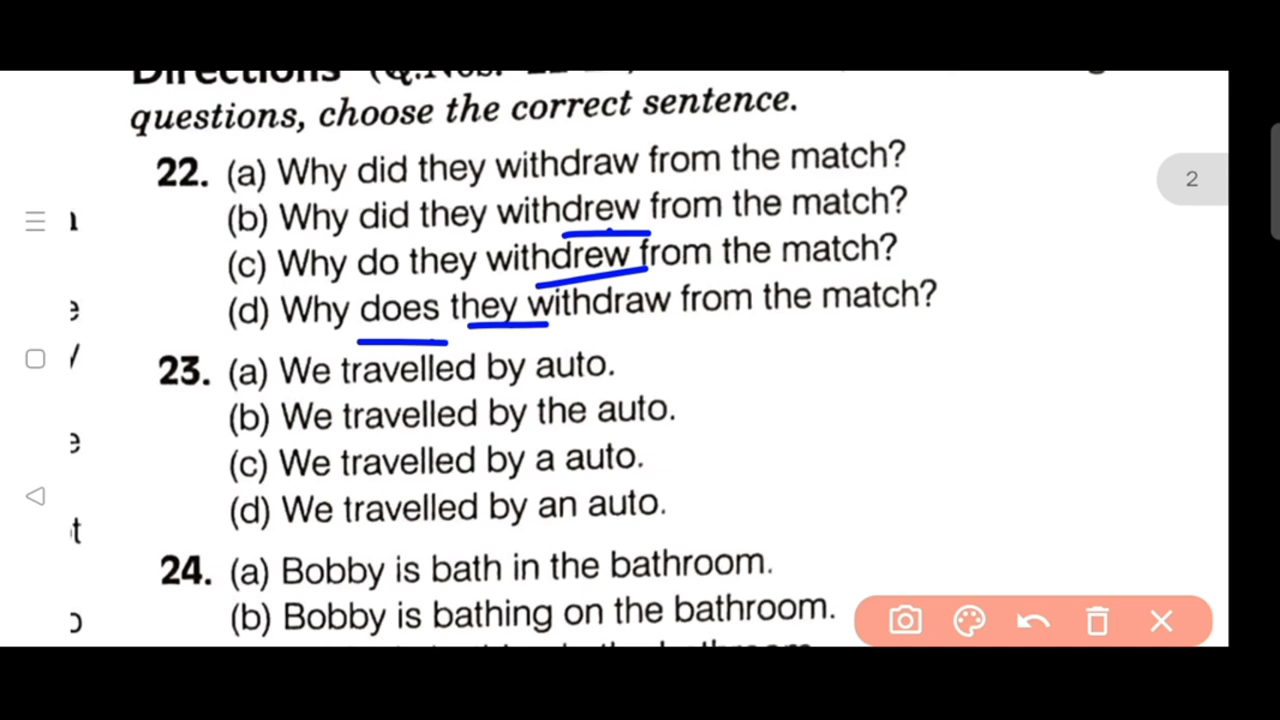 Directions
questions, choose the correct sentence.
22. (a) Why did they withdraw from the match?
(b) Why did they withdrew from the match?
(c) Why do they withdrew from the match?
(d) Why does they withdraw from the match?
23. (a) We travelled by auto.
(b) We travelled by the auto.
(c) We travelled by a auto.
(d) We travelled by an auto.
24. (a) Bobby is bath in the bathroom.
(b) Bobby is bathing on the bathroom.
2